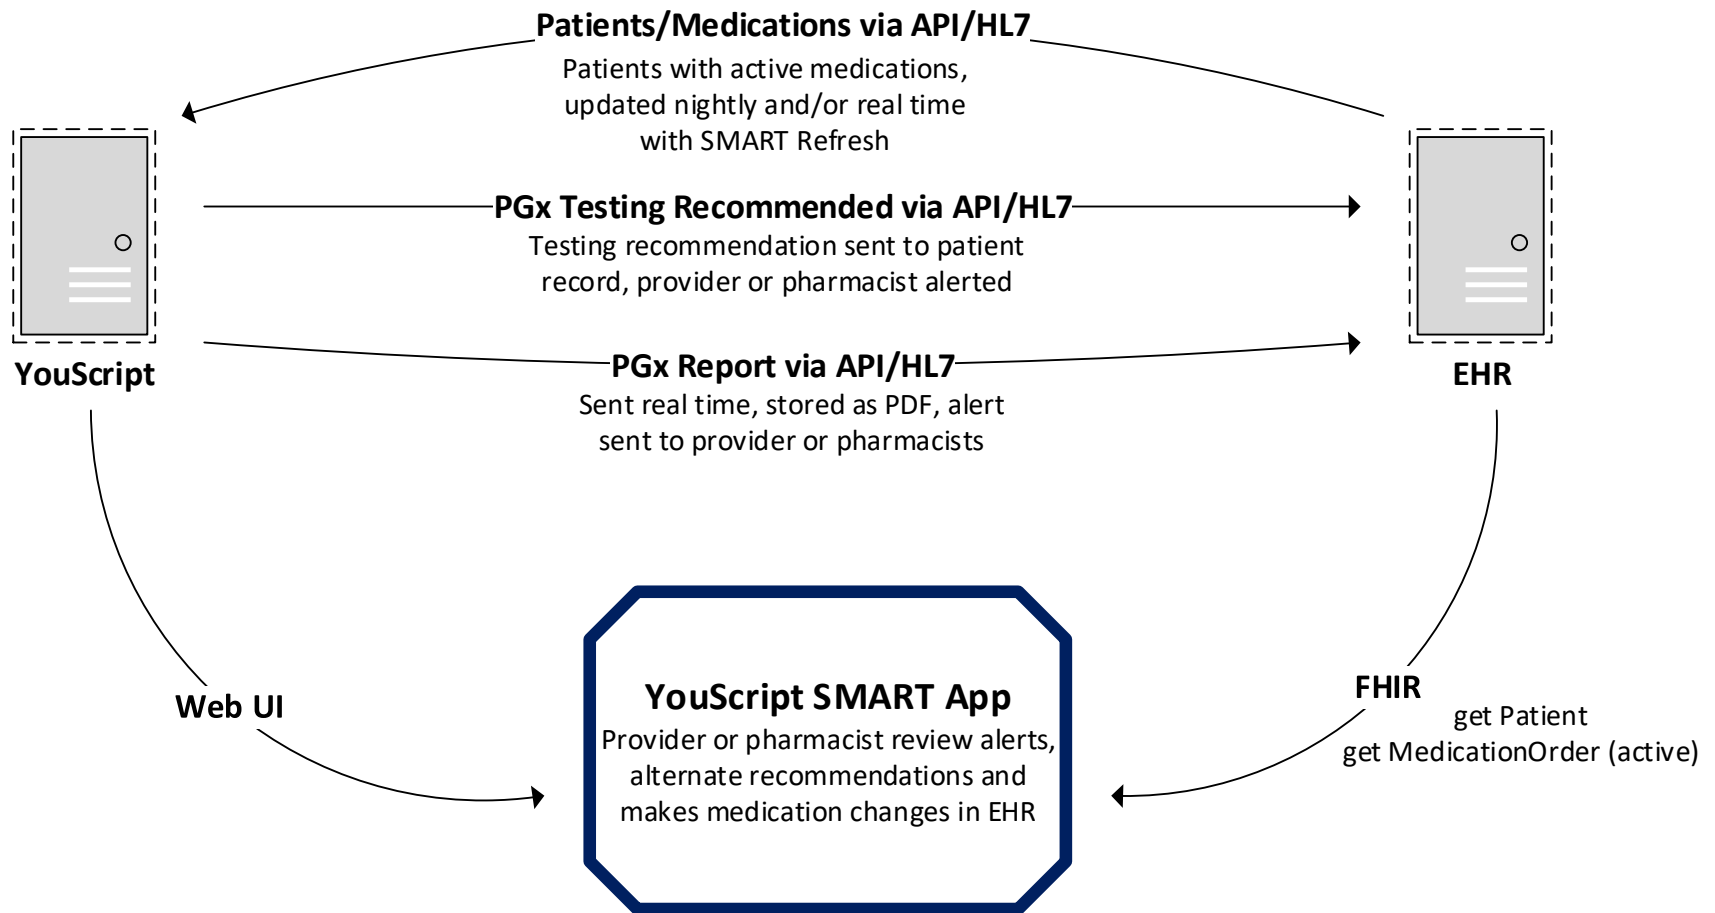 Patients/Medications via API/HL7
Patients with active medications,
updated nightly and/or real time
with SMART Refresh
PGx Testing Recommended via API/HL7
Testing recommendation sent to patient
record, provider or pharmacist alerted
YouScript
PGx Report via API/HL7
Sent real time, stored as PDF, alert
sent to provider or pharmacists
EHR
Web UI
YouScript SMART App
Provider or pharmacist review alerts,
alternate recommendations and
makes medication changes in EHR
FHIR
get Patient
get MedicationOrder (active)